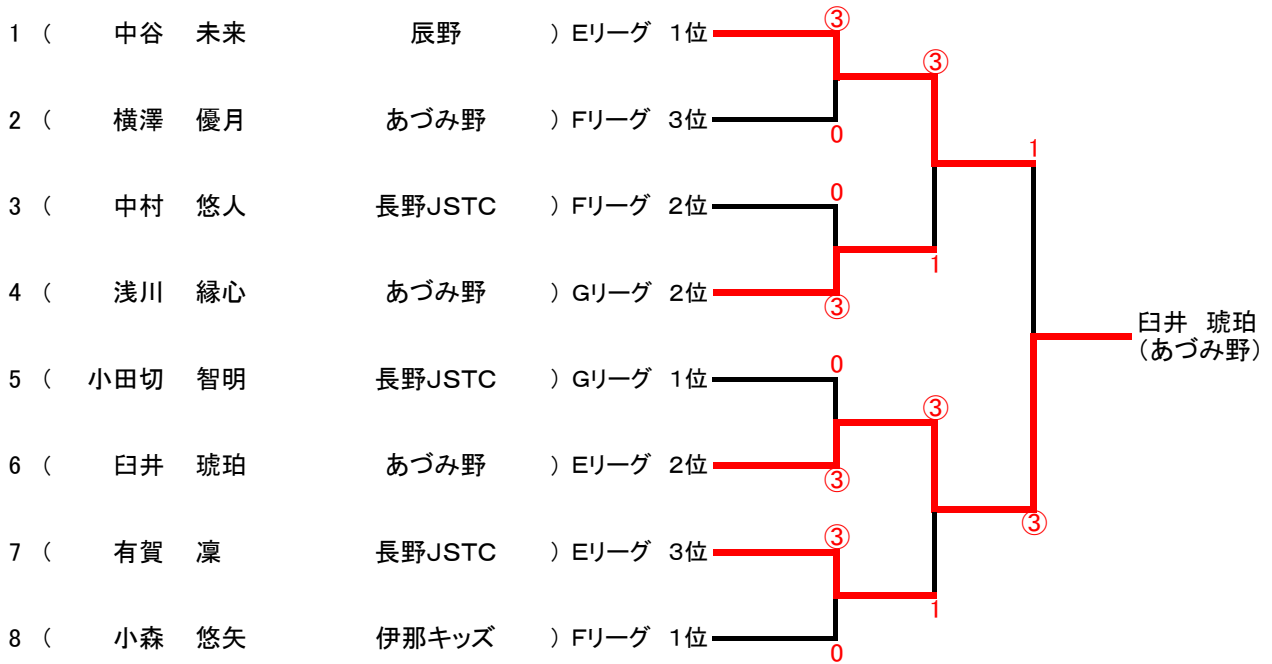 ③
1 ( 中谷 未来 辰野 ) Eリーグ 1位
③
2 ( 横澤 優月 あづみ野 ) Fリーグ 3位
0
1
0
3 ( 中村 悠人 長野JSTC ) Fリーグ 2位
1
4 ( 浅川 縁心 あづみ野 ) Gリーグ 2位
③
臼井 琥珀
(あづみ野)
0
5 ( 小田切 智明 長野JSTC ) Gリーグ 1位
③
6 ( 臼井 琥珀 あづみ野 ) Eリーグ 2位
③
③
③
7 ( 有賀 凜 長野JSTC ) Eリーグ 3位
1
8 ( 小森 悠矢 伊那キッズ ) Fリーグ 1位
0